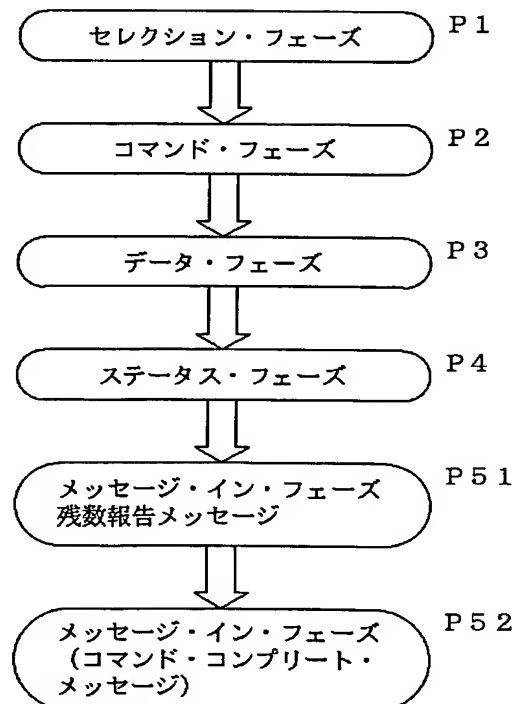 セレクション・フェーズ P1
コマンド・フェーズ P2
データ・フェーズ P3
ステータス・フェーズ P4
メッセージ・イン・フェーズ P51
残数報告メッセージ
メッセージ・イン・フェーズ P52
(コマンド・コンプリート・
メッセージ)